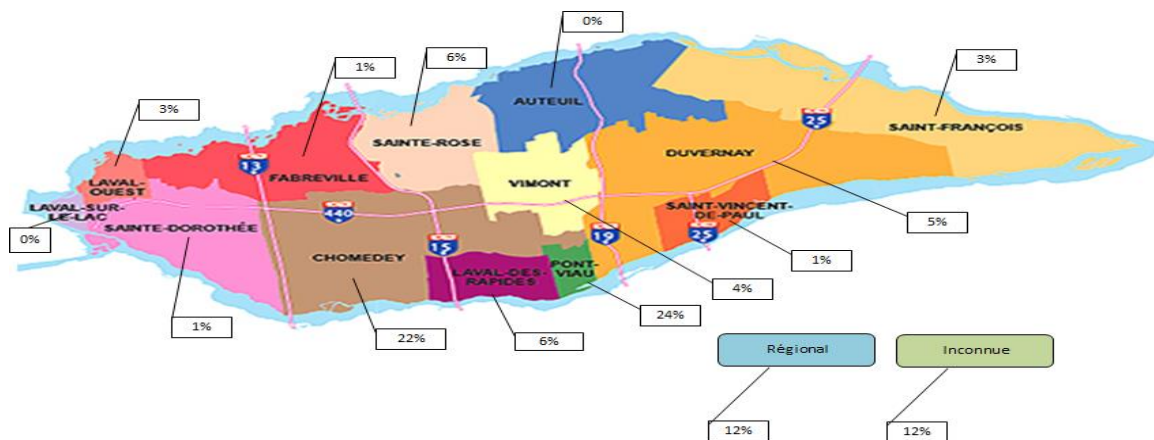 0%
6%
1%
3%
3%
AUTEUIL
25
SAINTE-ROSE
SAINT-FRANÇOIS
DUVERNAY
13
LAVAL-
OUEST
FABREVILLE
VIMONT
LAVAL-SUR-
LE-LAC
440
SAINT-VINCENT-
DE-PAUL
0%
SAINTE-DOROTHÉE
5%
15
19
25
CHOMEDEY
PONT-
VIAU
LAVAL-DES-
RAPIDES
1%
4%
24%
1%
22%
6%
Régional
Inconnue
12%
12%